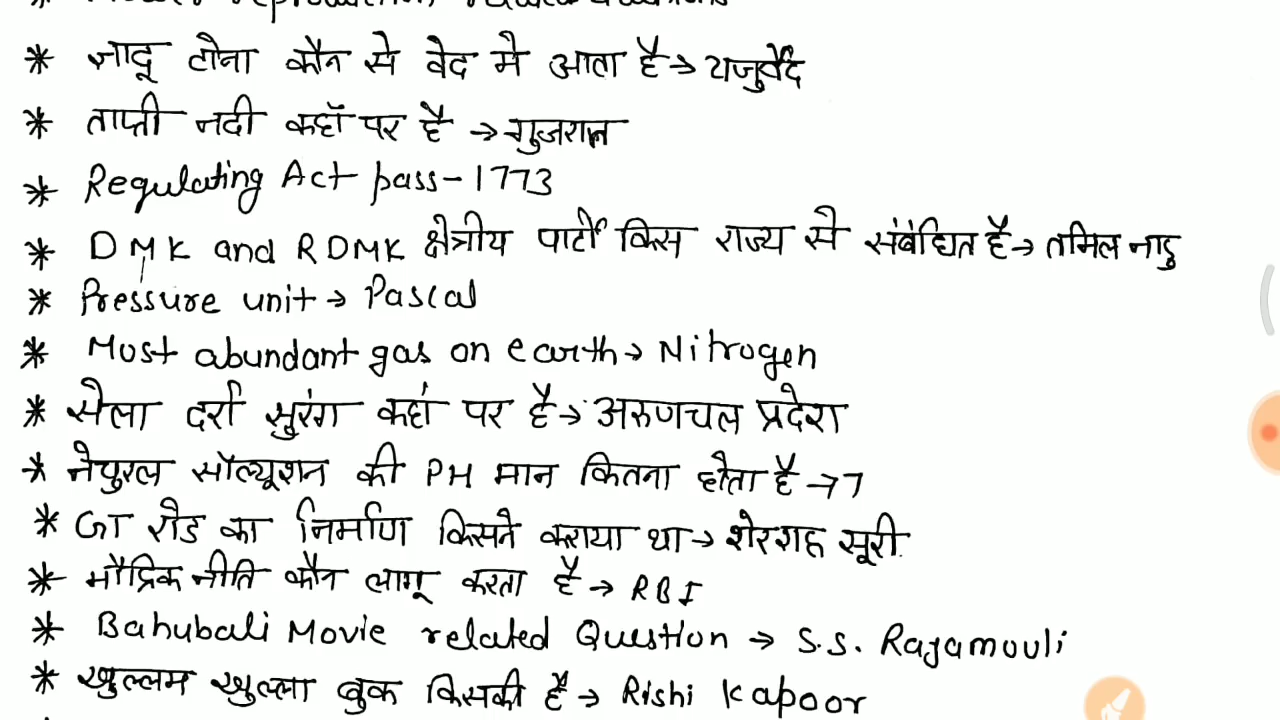 * जादू टोना कौन से वेद मे आता है → यजुर्वेद
* ताप्ती नदी कहाँ पर है → गुजरात
* Regulating Act pass - 1773
* DMK and RDMK क्षेत्रीय पार्टी किस राज्य से संबंधित है → तमिल नाडु
* Pressure unit → Pascal
* Most abundant gas on earth → Nitrogen
* सेला दर्रा सुरंग कहां पर है → अरुणचल प्रदेश
* नेचुरल सॉल्यूशन की PH मान कितना होता है → 7
* GT रोड का निर्माण किसने कराया था → शेरशाह सूरी
* मौद्रिक नीति कौन लागू करता है → RBI
* Bahubali Movie related Question → S.S. Rajamouli
* खुल्लम खुल्ला बुक किसकी है → Rishi Kapoor